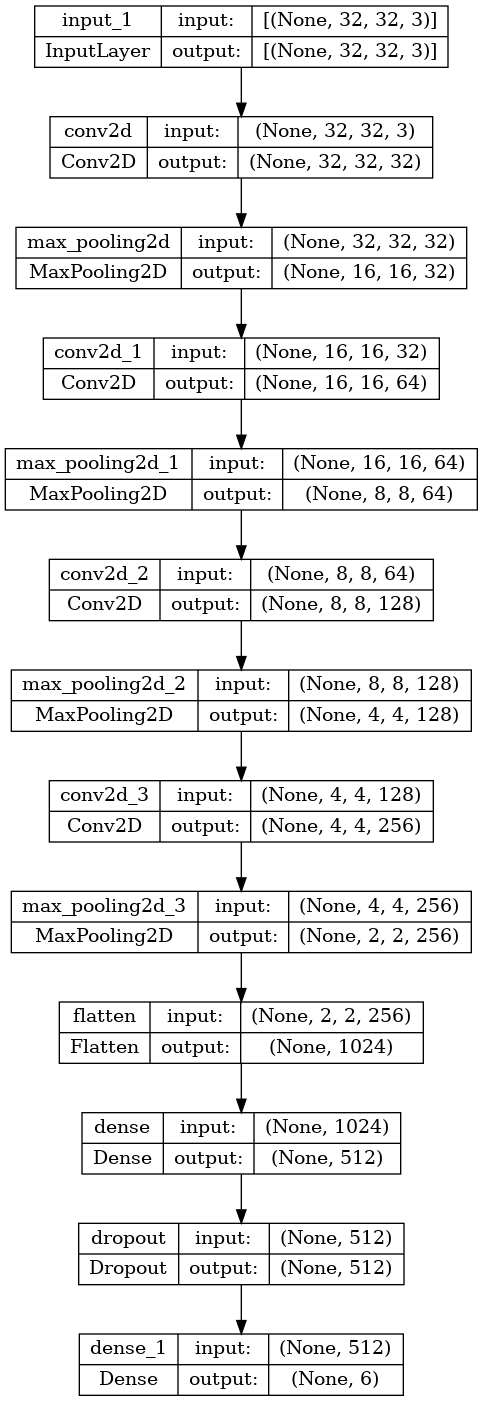 input_1 input: [(None, 32, 32, 3)]
InputLayer output: [(None, 32, 32, 3)]
conv2d input: (None, 32, 32, 3)
Conv2D output: (None, 32, 32, 32)
max_pooling2d input: (None, 32, 32, 32)
MaxPooling2D output: (None, 16, 16, 32)
conv2d_1 input: (None, 16, 16, 32)
Conv2D output: (None, 16, 16, 64)
max_pooling2d_1 input: (None, 16, 16, 64)
MaxPooling2D output: (None, 8, 8, 64)
conv2d_2 input: (None, 8, 8, 64)
Conv2D output: (None, 8, 8, 128)
max_pooling2d_2 input: (None, 8, 8, 128)
MaxPooling2D output: (None, 4, 4, 128)
conv2d_3 input: (None, 4, 4, 128)
Conv2D output: (None, 4, 4, 256)
max_pooling2d_3 input: (None, 4, 4, 256)
MaxPooling2D output: (None, 2, 2, 256)
flatten input: (None, 2, 2, 256)
Flatten output: (None, 1024)
dense input: (None, 1024)
Dense output: (None, 512)
dropout input: (None, 512)
Dropout output: (None, 512)
dense_1 input: (None, 512)
Dense output: (None, 6)